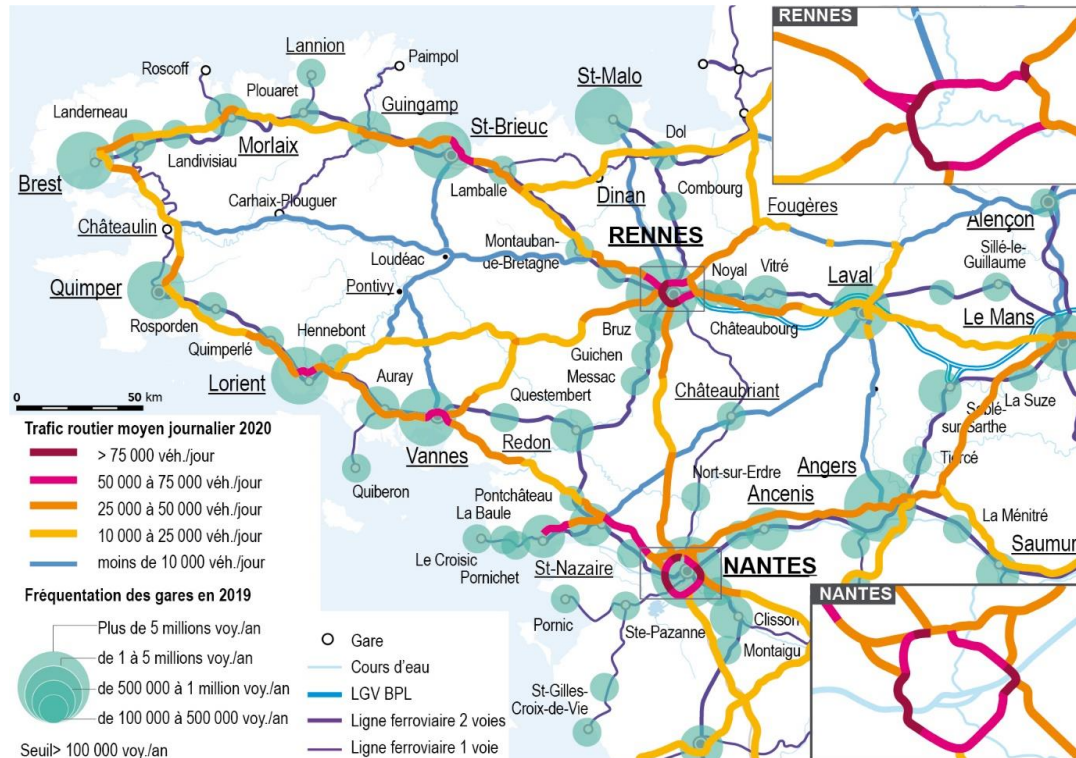 RENNES
Roscoff
Lannion
Paimpol
Plouaret
Landerneau
Guingamp
St-Malo
St-Brieuc
Morlaix
Landivisiau
Dol
Brest
Lamballe
Dinan
Combourg
Fougères
Carhaix-Plouguer
Châteaulin
Alençon
Montauban-
de-Bretagne
RENNES
Sillé-le-
Guillaume
Loudéac
Noyal
Vitré
Laval
Quimper
Pontivy
Le Mans
Rosporden
Hennebont
Bruz
Châteaubourg
Quimperlé
Guichen
Messac
Châteaubriant
Lorient
Auray
Questembert
La Suze
Sablé-
sur-Sarthe
Redon
Vannes
Tiercé
Nort-sur-Erdre
Angers
Quiberon
Ancenis
Pontchâteau
La Baule
La Ménitré
Le Croisic
Pornichet
St-Nazaire
NANTES
Saumur
Pornic
Ste-Pazanne
Clisson
Montaigu
St-Gilles-
Croix-de-Vie
NANTES
0 50 km
Trafic routier moyen journalier 2020
> 75 000 véh./jour
50 000 à 75 000 véh./jour
25 000 à 50 000 véh./jour
10 000 à 25 000 véh./jour
moins de 10 000 véh./jour
Fréquentation des gares en 2019
Plus de 5 millions voy./an
de 1 à 5 millions voy./an
de 500 000 à 1 million voy./an
de 100 000 à 500 000 voy./an
Seuil> 100 000 voy./an
Gare
Cours d'eau
LGV BPL
Ligne ferroviaire 2 voies
Ligne ferroviaire 1 voie